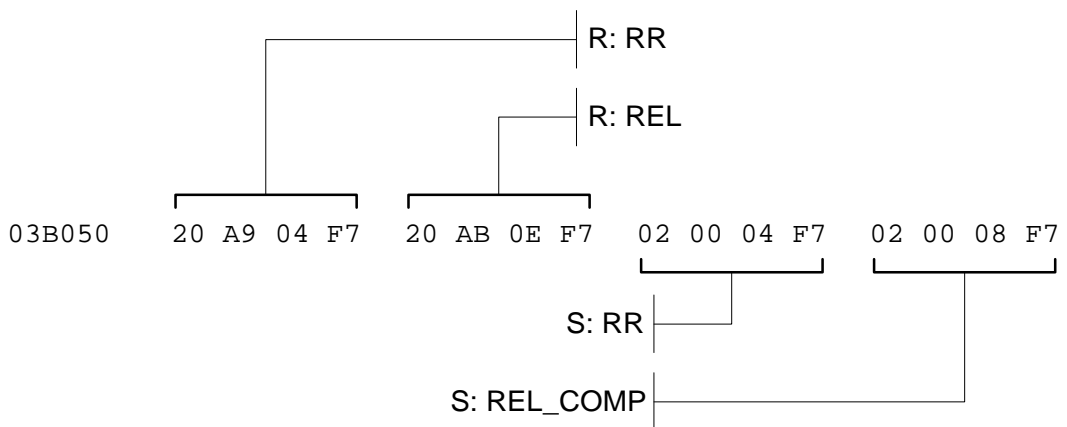 R: RR
R: REL
03B050 20 A9 04 F7 20 AB 0E F7 02 00 04 F7 02 00 08 F7
S: RR
S: REL_COMP